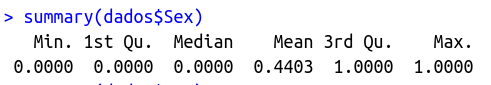 > summary(dados$Sex)
Min. 1st Qu. Median Mean 3rd Qu. Max.
0.0000 0.0000 0.0000 0.4403 1.0000 1.0000